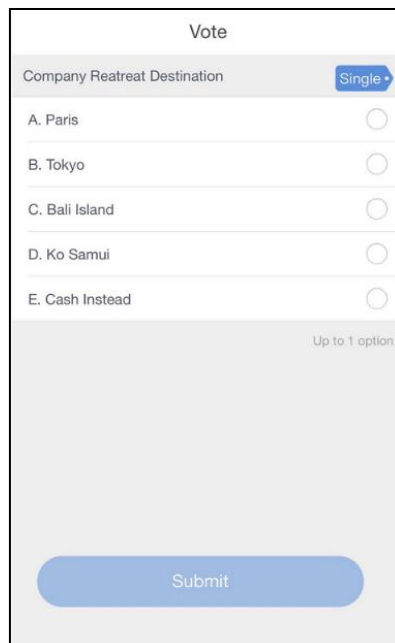 Vote
Company Reatreat Destination Single
A. Paris
B. Tokyo
C. Bali Island
D. Ko Samui
E. Cash Instead
Up to 1 option
Submit